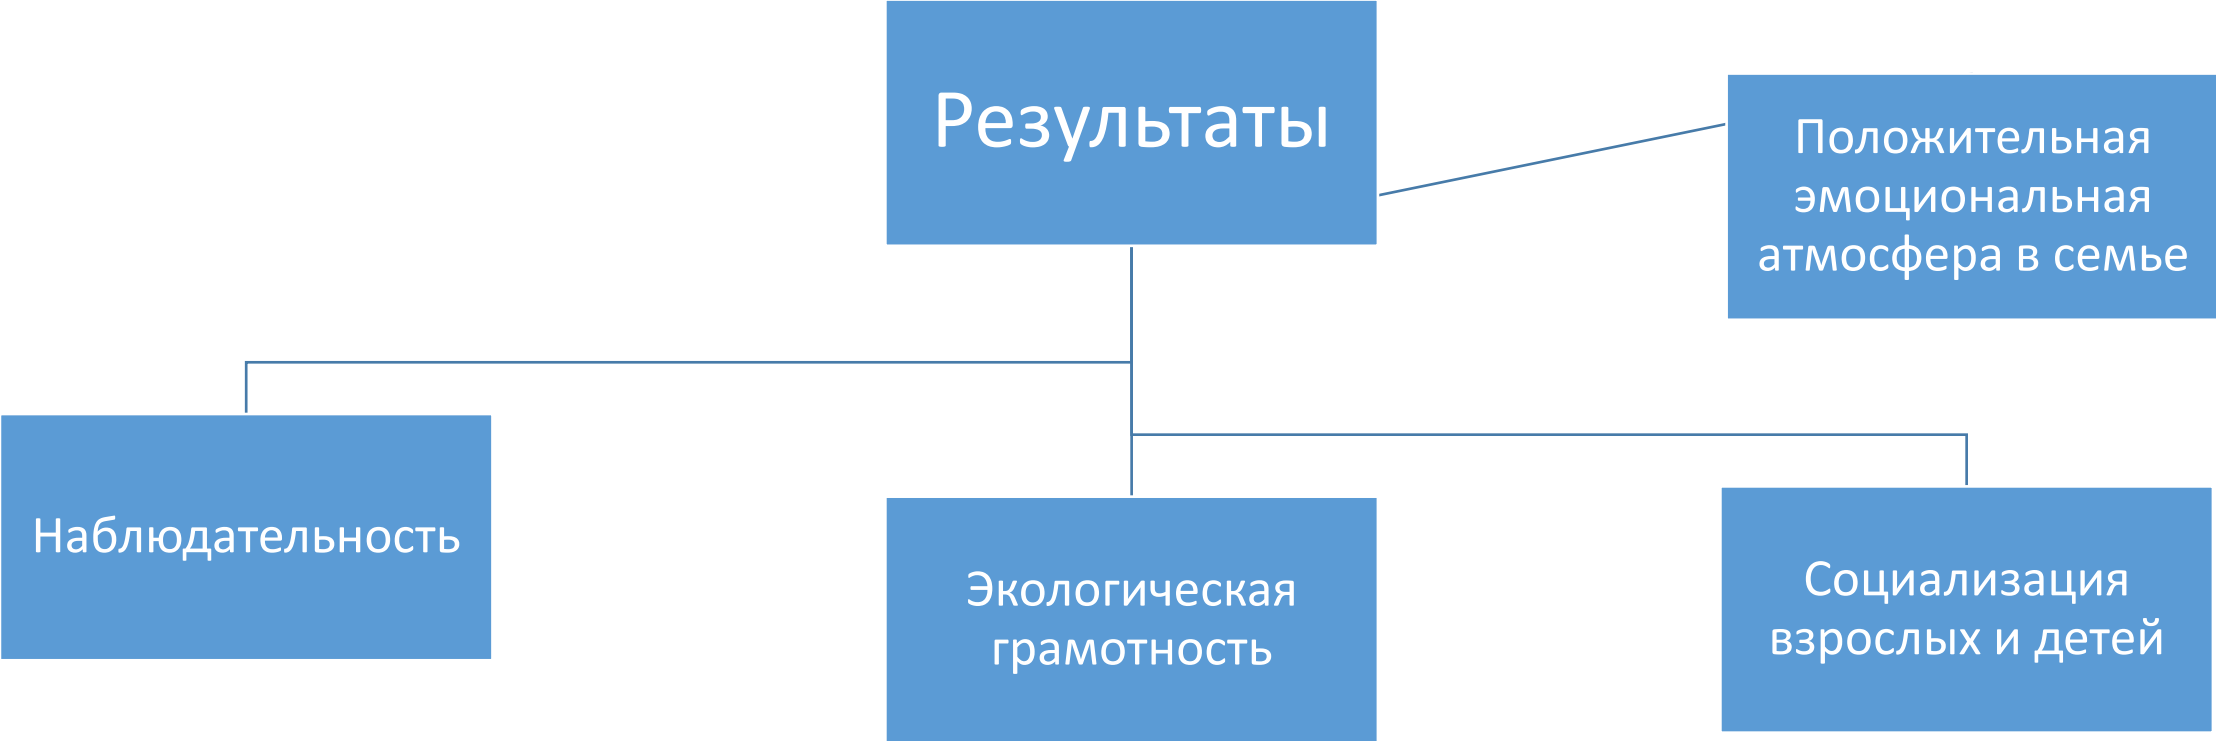 Результаты
Положительная
эмоциональная
атмосфера в семье
Наблюдательность
Экологическая
грамотность
Социализация
взрослых и детей